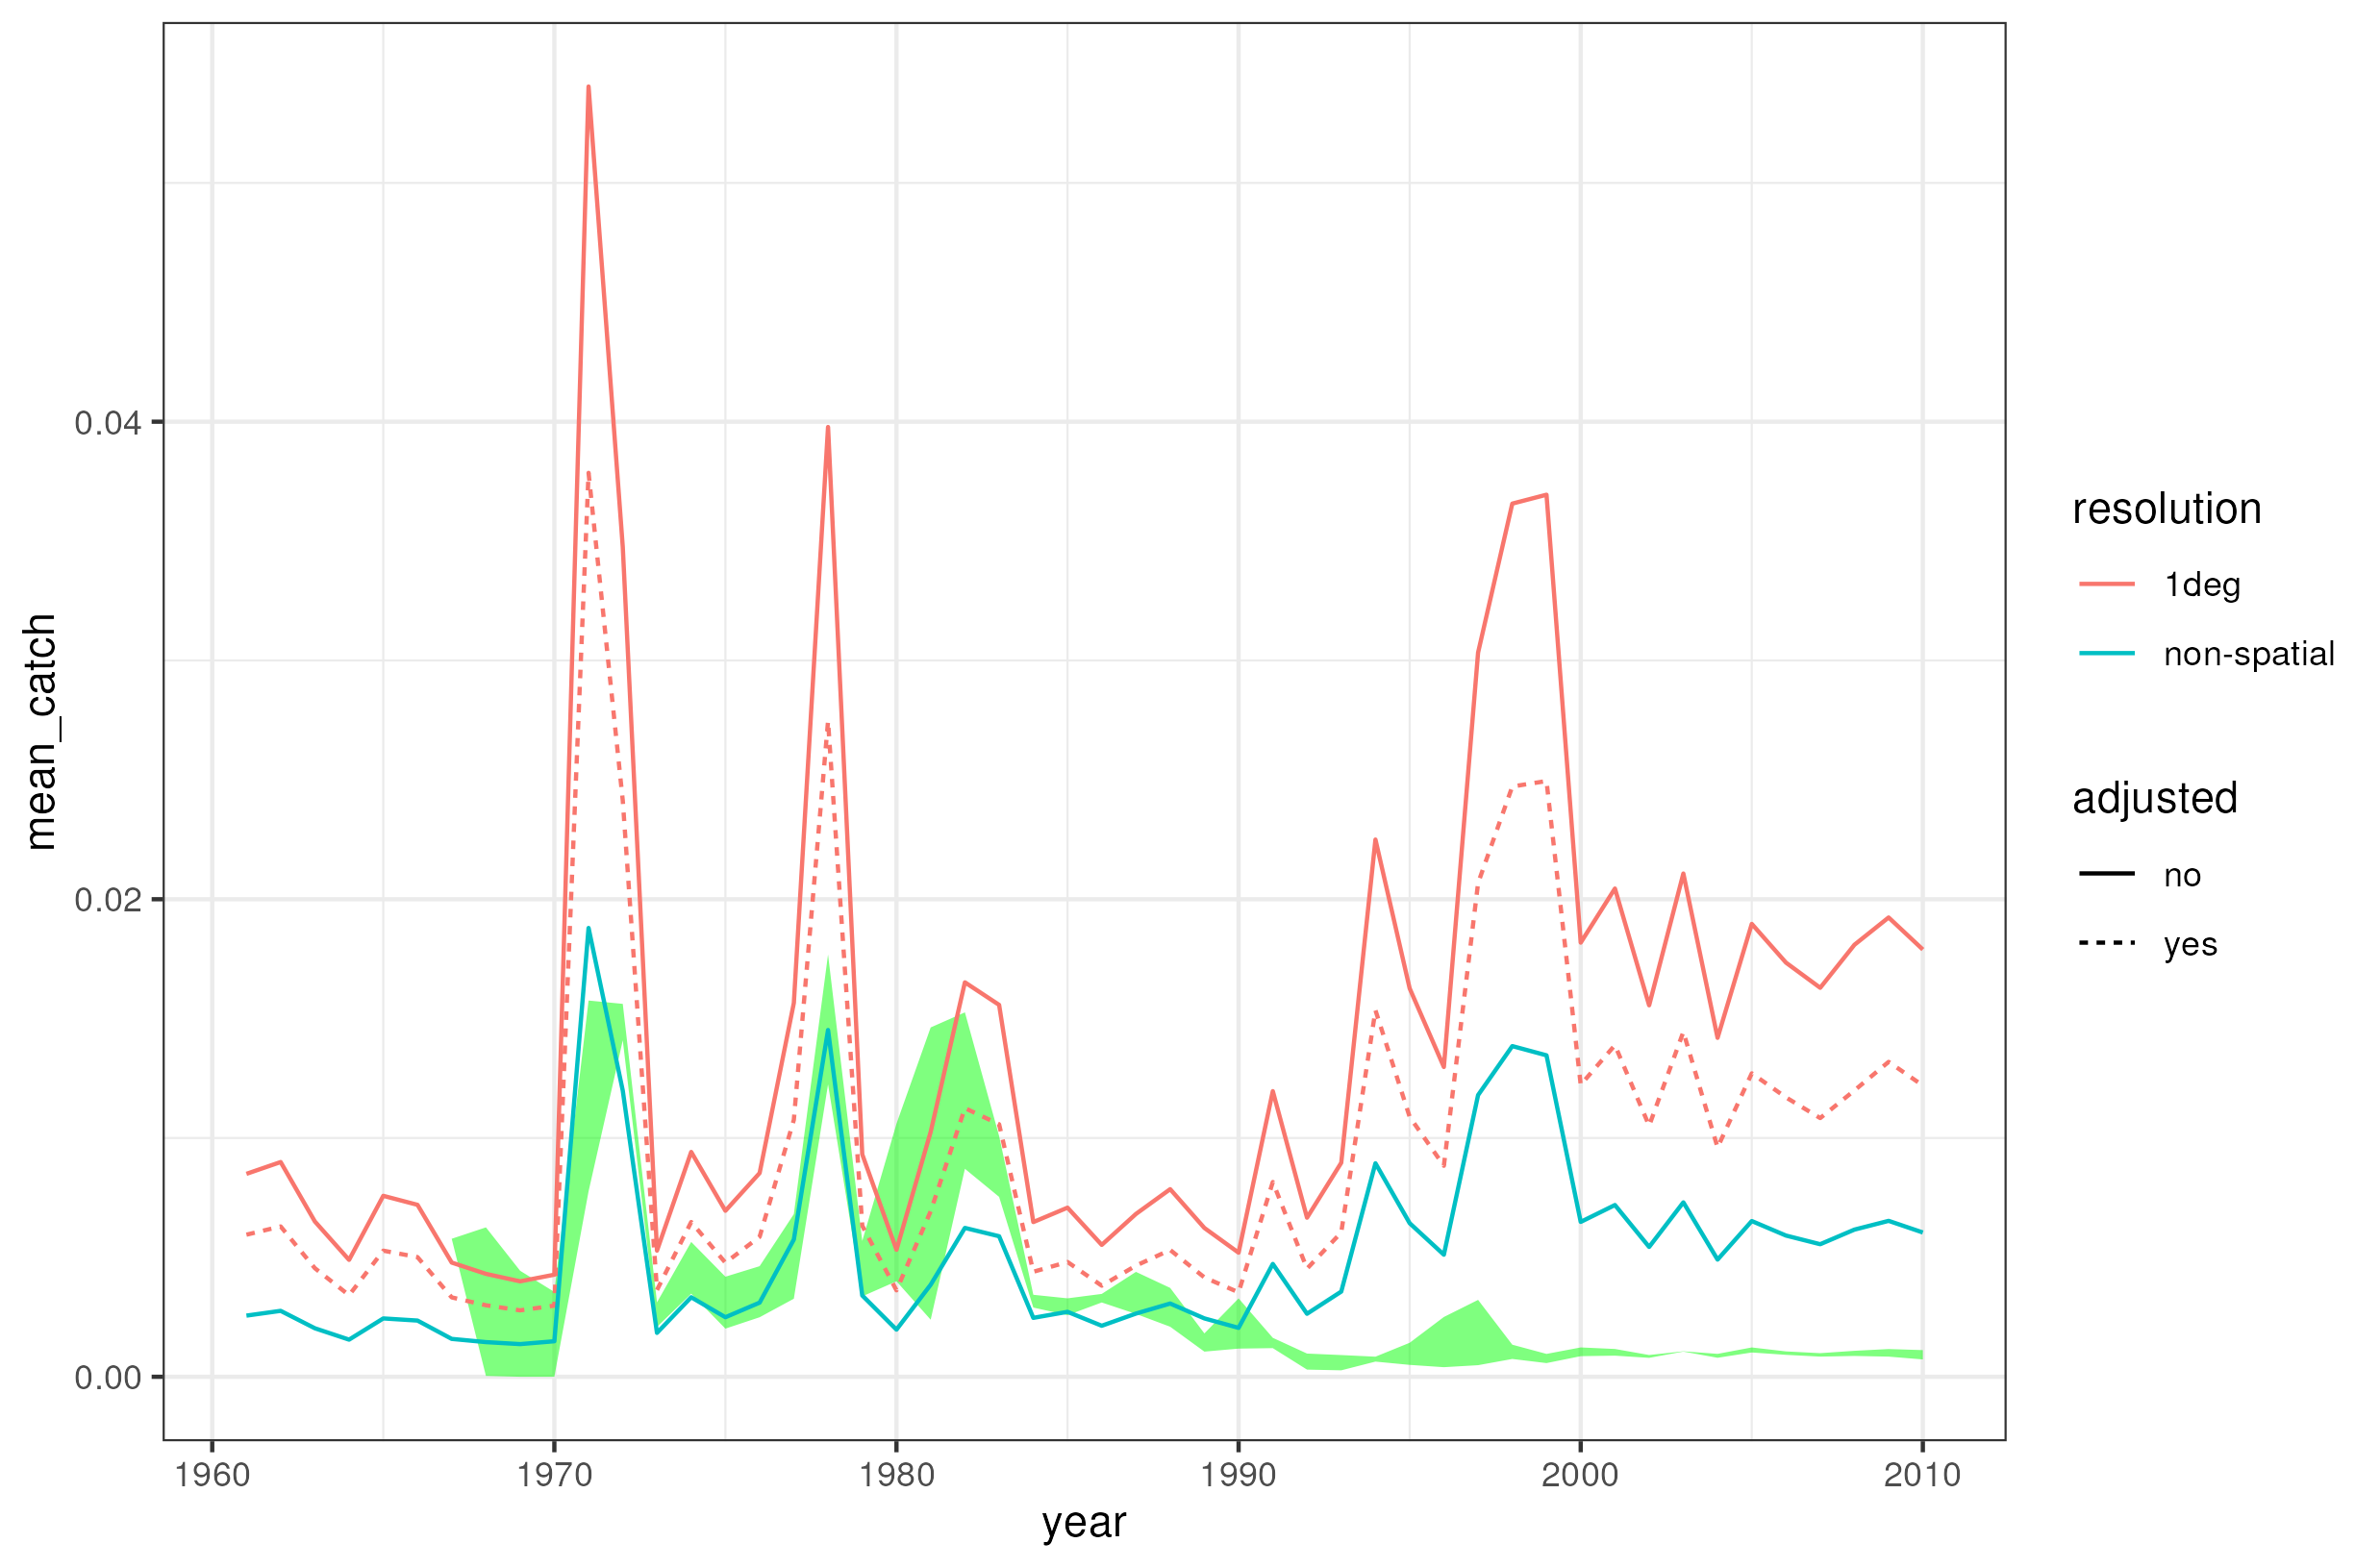 0.04
0.02
0.00
mean_catch
1960 1970 1980 1990 2000 2010
year
resolution
1deg
non-spatial
adjusted
no
yes